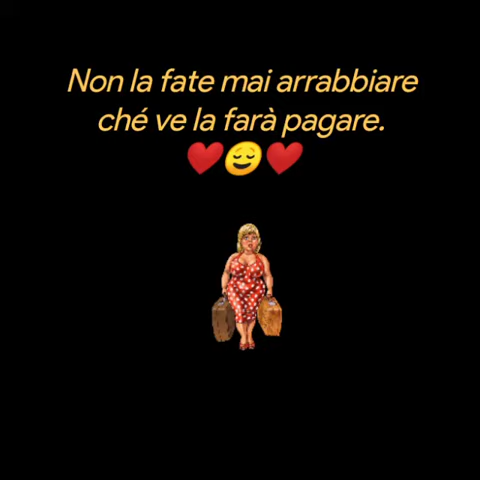 Non la fate mai arrabbiare
ché ve la farà pagare.
❤️😌❤️